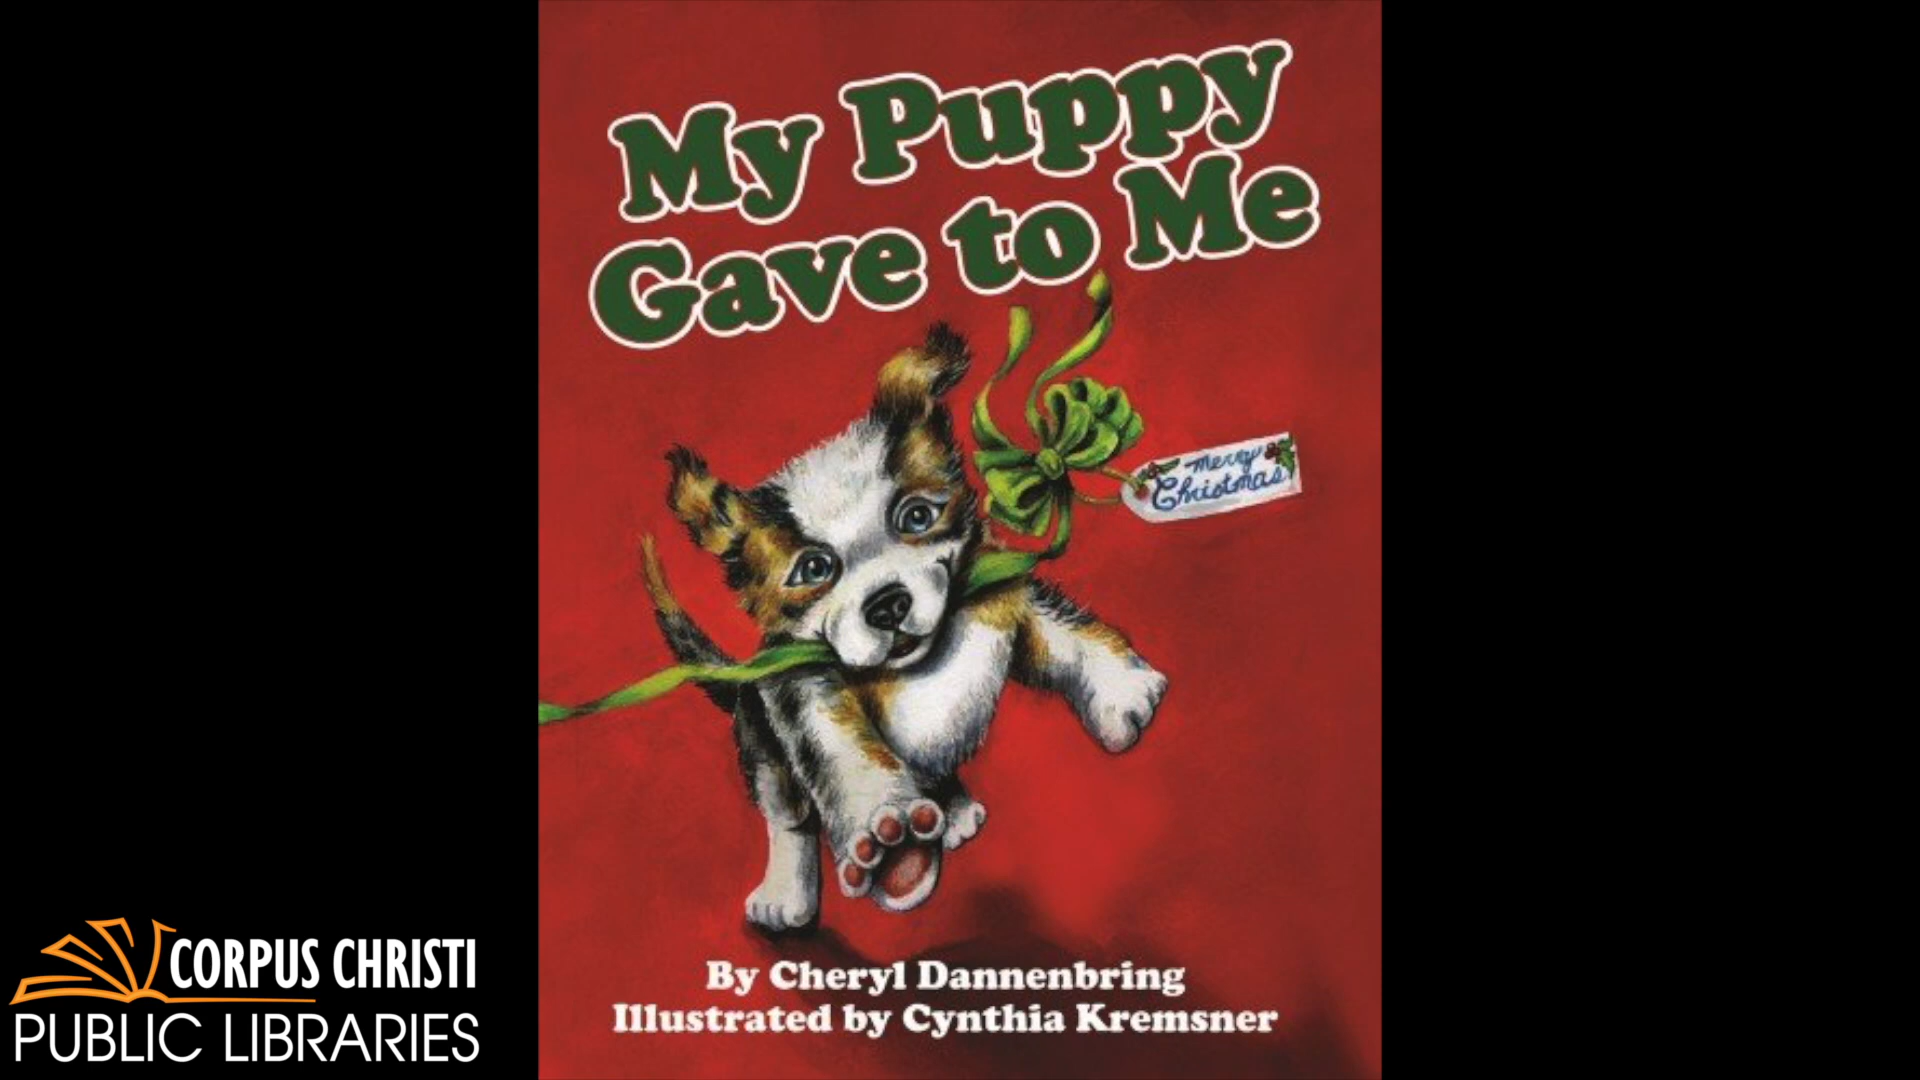 My Puppy
Gave to Me
Merry
Christmas
By Cheryl Dannenbring
Illustrated by Cynthia Kremsner
CORPUS CHRISTI
PUBLIC LIBRARIES